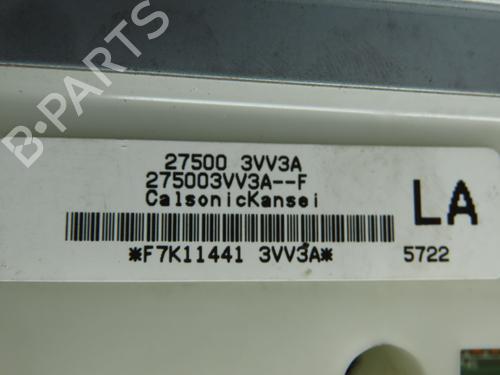 B-PARTS
27500 3VV3A
275003VV3A--F
CalsonicKansei
LA
*F7K11441 3VV3A*
5722